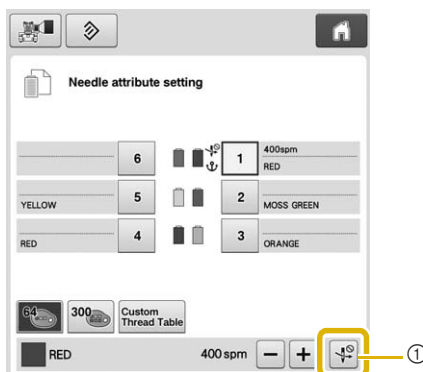 Needle attribute setting
6 1 400spm
RED
YELLOW 5 2 MOSS GREEN
RED 4 3 ORANGE
64 300 Custom
Thread Table
RED 400 spm − + ①